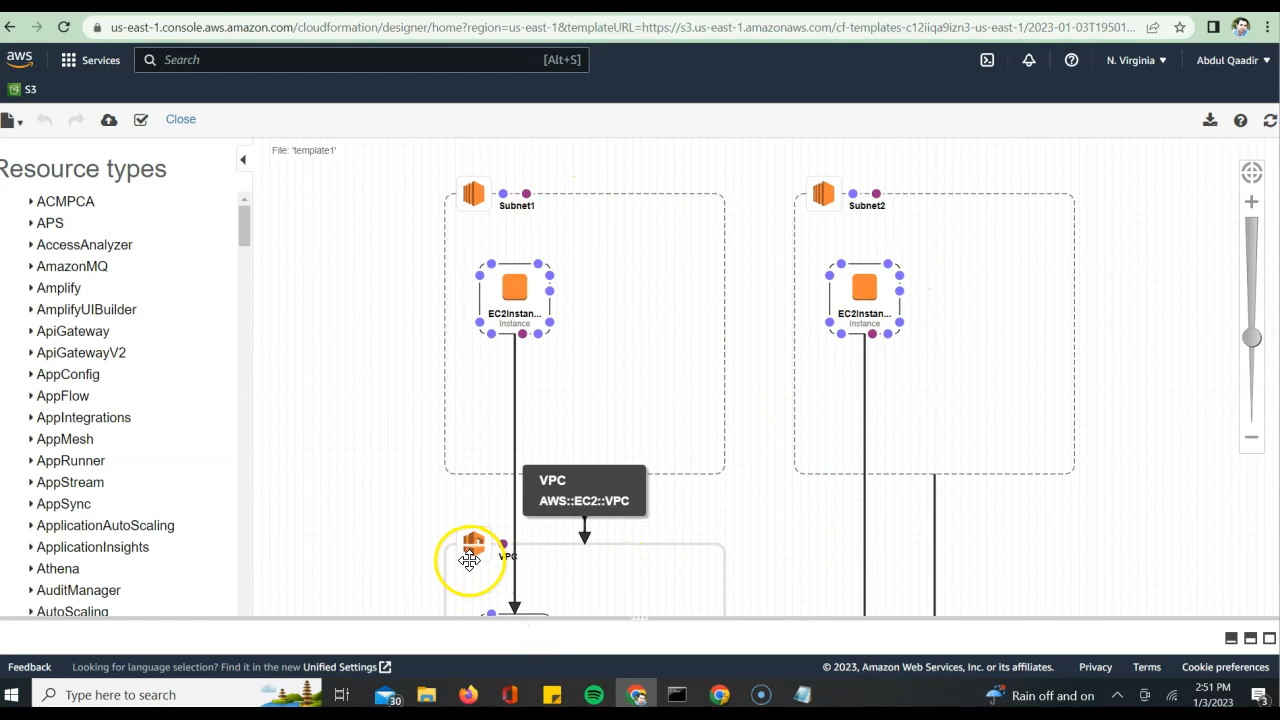 us-east-1.console.aws.amazon.com/cloudformation/designer/home?region=us-east-1&templateURL=https://s3.us-east-1.amazonaws.com/cf-templates-c12iiqa9izn3-us-east-1/2023-01-03T19501...
aws
Services
Search
[Alt+S]
N. Virginia
Abdul Qaadir
S3
Close
Resource types
File: 'template1'
ACMPCA
APS
AccessAnalyzer
AmazonMQ
Amplify
AmplifyUIBuilder
ApiGateway
ApiGatewayV2
AppConfig
AppFlow
AppIntegrations
AppMesh
AppRunner
AppStream
AppSync
ApplicationAutoScaling
ApplicationInsights
Athena
AuditManager
AutoScaling
Subnet1
EC2Instan...
Instance
Subnet2
EC2Instan...
Instance
VPC
AWS::EC2::VPC
VPC
Feedback
Looking for language selection? Find it in the new Unified Settings
© 2023, Amazon Web Services, Inc. or its affiliates.
Privacy
Terms
Cookie preferences
Type here to search
30
Rain off and on
2:51 PM
1/3/2023
3